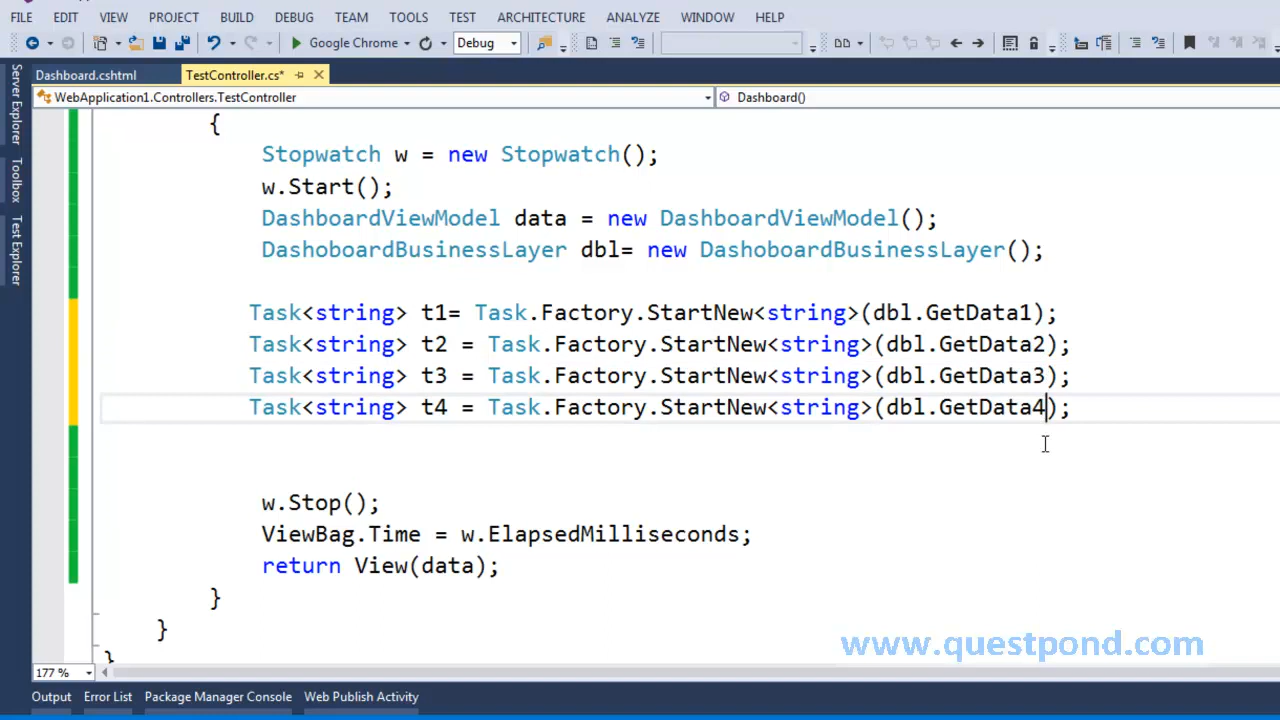 FILE EDIT VIEW PROJECT BUILD DEBUG TEAM TOOLS TEST ARCHITECTURE ANALYZE WINDOW HELP
Google Chrome Debug
Server Explorer
Toolbox
Test Explorer
Dashboard.cshtml TestController.cs*
WebApplication1.Controllers.TestController Dashboard()
{
Stopwatch w = new Stopwatch();
w.Start();
DashboardViewModel data = new DashboardViewModel();
DashoboardBusinessLayer dbl= new DashoboardBusinessLayer();
Task<string> t1= Task.Factory.StartNew<string>(dbl.GetData1);
Task<string> t2 = Task.Factory.StartNew<string>(dbl.GetData2);
Task<string> t3 = Task.Factory.StartNew<string>(dbl.GetData3);
Task<string> t4 = Task.Factory.StartNew<string>(dbl.GetData4);
w.Stop();
ViewBag.Time = w.ElapsedMilliseconds;
return View(data);
}
}
}
www.questpond.com
177 %
Output Error List Package Manager Console Web Publish Activity